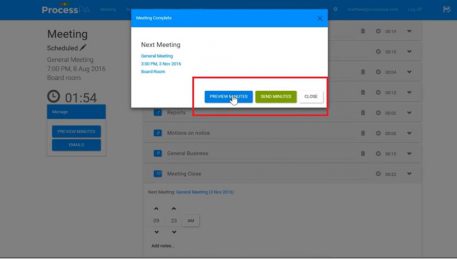 ProcessPA
Meeting
Log off
Meeting
Scheduled
General Meeting
7:00 PM, 8 Aug 2016
Board room
01:54
Manage
PREVIEW MINUTES
EMAILS
Meeting Complete
×
Next Meeting
General Meeting
3:00 PM, 3 Nov 2016
Board Room
PREVIEW MINUTES
SEND MINUTES
CLOSE
Reports
Motions on notice
General Business
Meeting Close
Next Meeting: General Meeting (3 Nov 2016)
09
23
AM
Add notes..